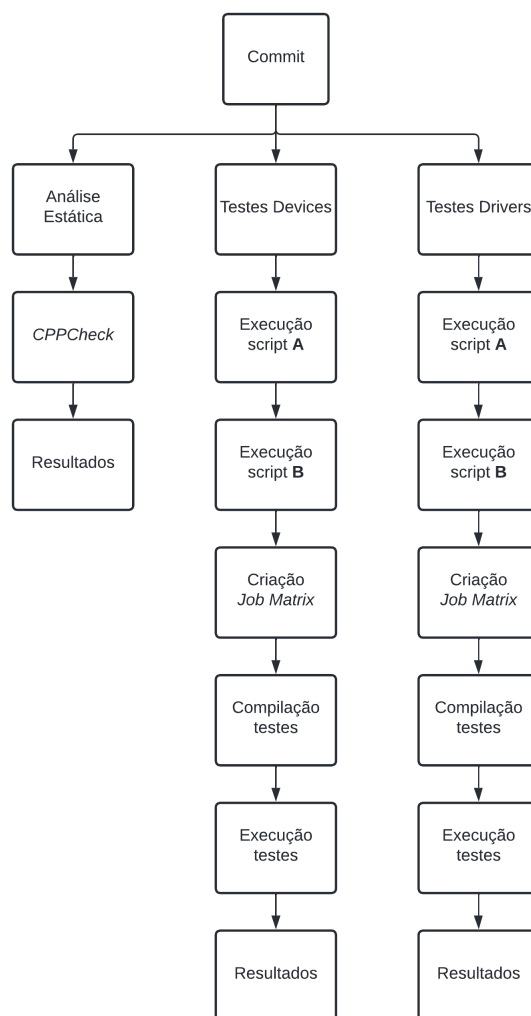 Commit
Análise
Estática
CPPCheck
Resultados
Testes Devices
Execução
script A
Execução
script B
Criação
Job Matrix
Compilação
testes
Execução
testes
Resultados
Testes Drivers
Execução
script A
Execução
script B
Criação
Job Matrix
Compilação
testes
Execução
testes
Resultados